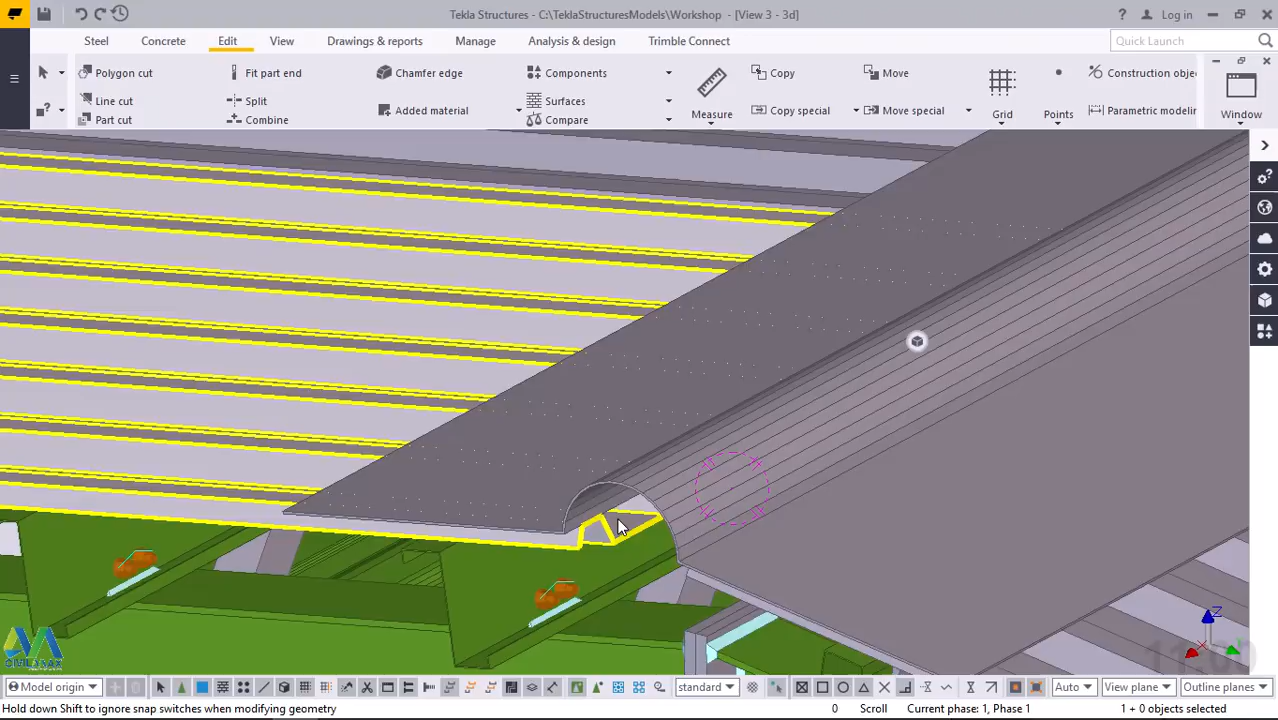 Tekla Structures - C:\TeklaStructuresModels\Workshop - [View 3 - 3d]
Log in
Steel Concrete Edit View Drawings & reports Manage Analysis & design Trimble Connect Quick Launch
Polygon cut Fit part end Chamfer edge Components Copy Move Construction obje
Line cut Split Added material Surfaces Measure Copy special Move special Grid Points Parametric modelin Window
Part cut Combine Compare
Z
CIVILAX
11:00
Model origin standard Auto View plane Outline planes
Hold down Shift to ignore snap switches when modifying geometry 0 Scroll Current phase: 1, Phase 1 1 + 0 objects selected